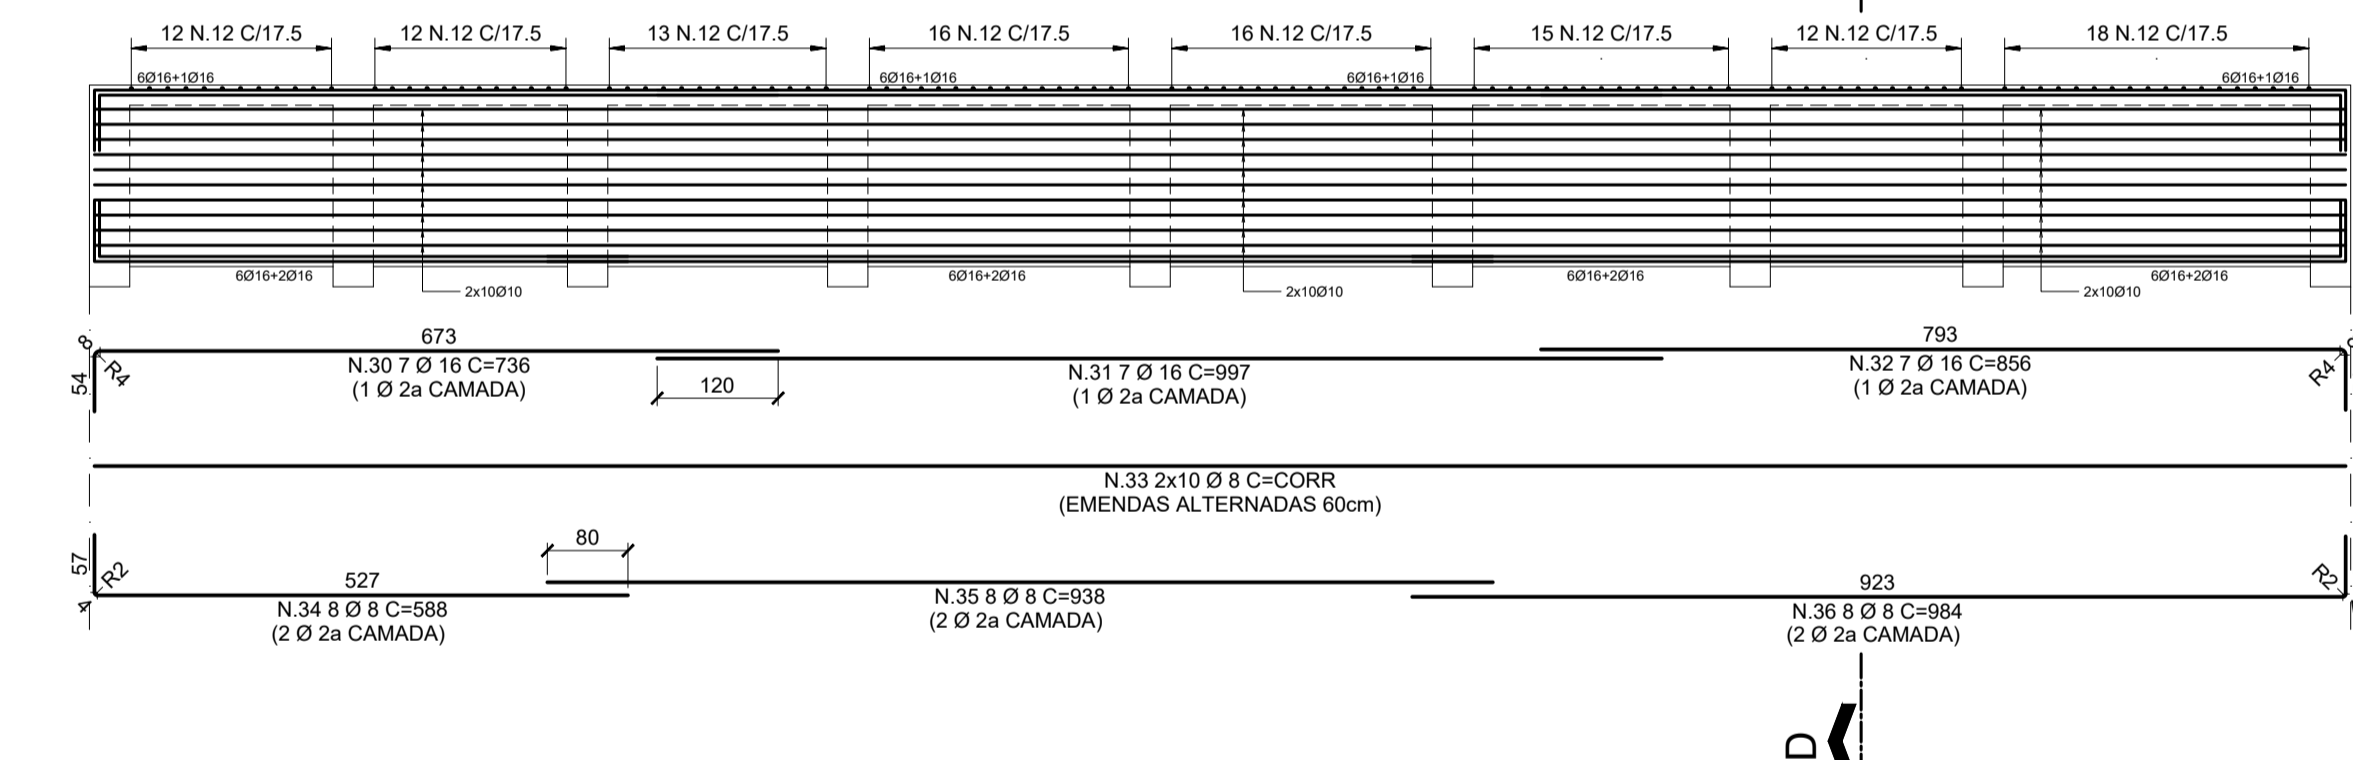 12 N.12 C/17.5
12 N.12 C/17.5
13 N.12 C/17.5
16 N.12 C/17.5
16 N.12 C/17.5
15 N.12 C/17.5
12 N.12 C/17.5
18 N.12 C/17.5
6Ø16+1Ø16
6Ø16+1Ø16
6Ø16+1Ø16
6Ø16+1Ø16
6Ø16+2Ø16
6Ø16+2Ø16
6Ø16+2Ø16
6Ø16+2Ø16
2x10Ø10
2x10Ø10
2x10Ø10
8
R4
54
673
N.30 7 Ø 16 C=736
(1 Ø 2a CAMADA)
120
N.31 7 Ø 16 C=997
(1 Ø 2a CAMADA)
793
N.32 7 Ø 16 C=856
(1 Ø 2a CAMADA)
R4
N.33 2x10 Ø 8 C=CORR
(EMENDAS ALTERNADAS 60cm)
57
R2
4
527
N.34 8 Ø 8 C=588
(2 Ø 2a CAMADA)
80
N.35 8 Ø 8 C=938
(2 Ø 2a CAMADA)
923
N.36 8 Ø 8 C=984
(2 Ø 2a CAMADA)
R2
D